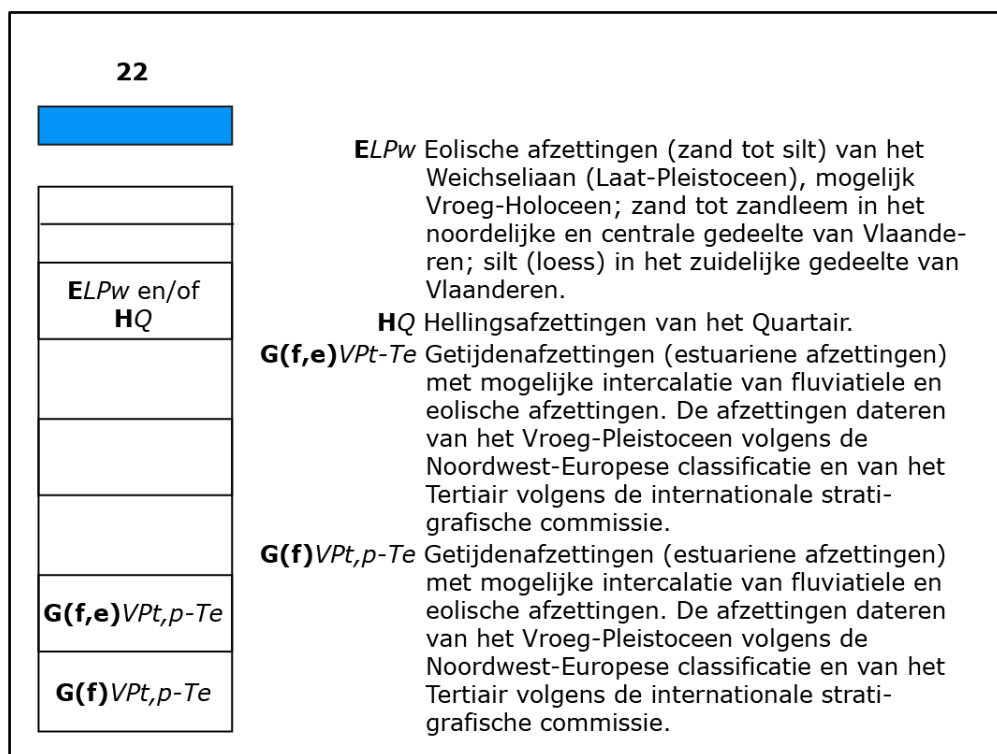 22
ELPw en/of
HQ
G(f,e)VPt,p-Te
G(f)VPt,p-Te
ELPw Eolische afzettingen (zand tot silt) van het
Weichseliaan (Laat-Pleistoceen), mogelijk
Vroeg-Holoceen; zand tot zandleem in het
noordelijke en centrale gedeelte van Vlaande-
ren; silt (loess) in het zuidelijke gedeelte van
Vlaanderen.
HQ Hellingsafzettingen van het Quartair.
G(f,e)VPt-Te Getijdenafzettingen (estuariene afzettingen)
met mogelijke intercalatie van fluviatiele en
eolische afzettingen. De afzettingen dateren
van het Vroeg-Pleistoceen volgens de
Noordwest-Europese classificatie en van het
Tertiair volgens de internationale strati-
grafische commissie.
G(f)VPt,p-Te Getijdenafzettingen (estuariene afzettingen)
met mogelijke intercalatie van fluviatiele en
eolische afzettingen. De afzettingen dateren
van het Vroeg-Pleistoceen volgens de
Noordwest-Europese classificatie en van het
Tertiair volgens de internationale strati-
grafische commissie.